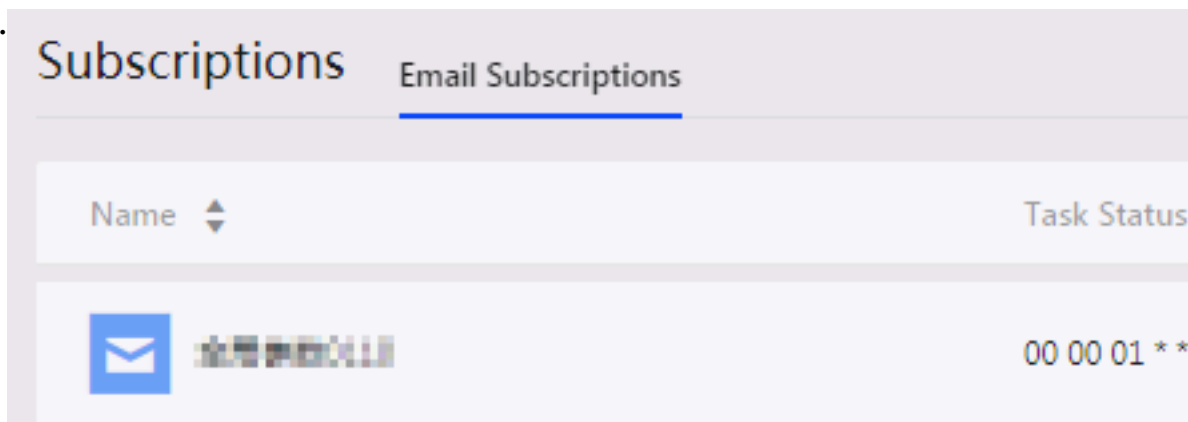 Subscriptions
Email Subscriptions
Name
Task Status
00 00 01 * *